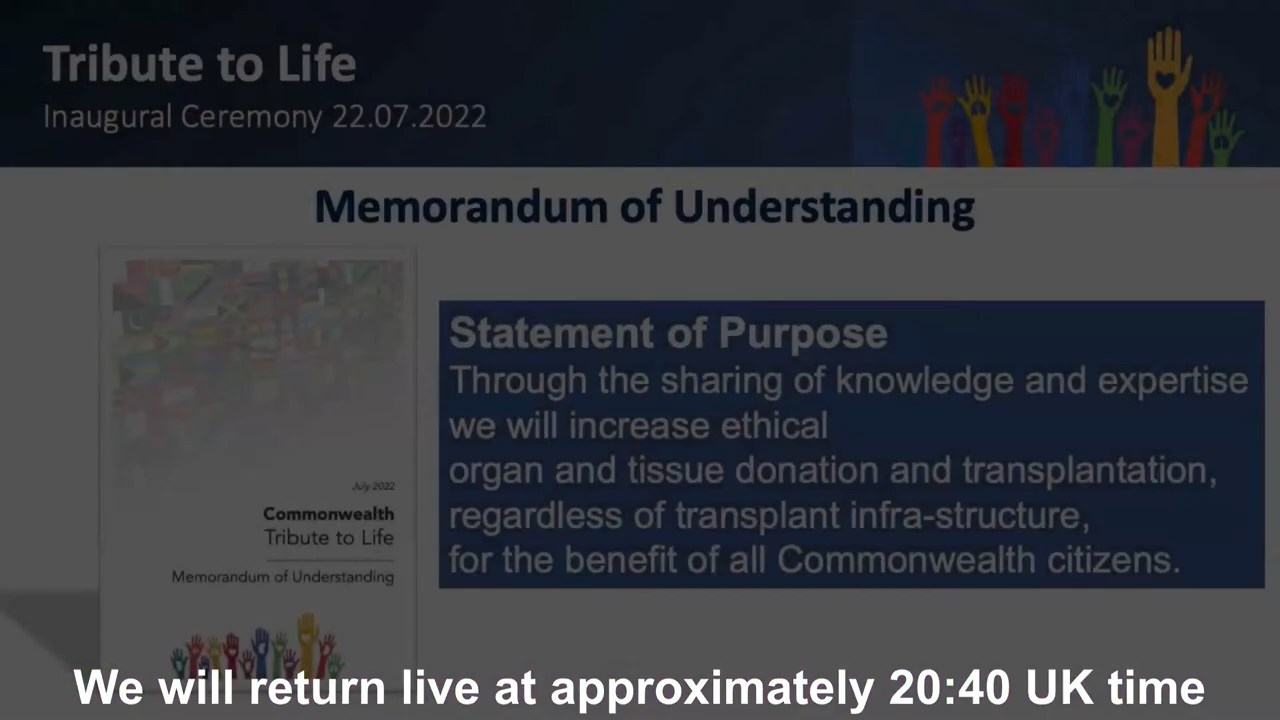 Tribute to Life
Inaugural Ceremony 22.07.2022
Memorandum of Understanding
July 2022
Commonwealth
Tribute to Life
Memorandum of Understanding
Statement of Purpose
Through the sharing of knowledge and expertise
we will increase ethical
organ and tissue donation and transplantation,
regardless of transplant infra-structure,
for the benefit of all Commonwealth citizens.
We will return live at approximately 20:40 UK time